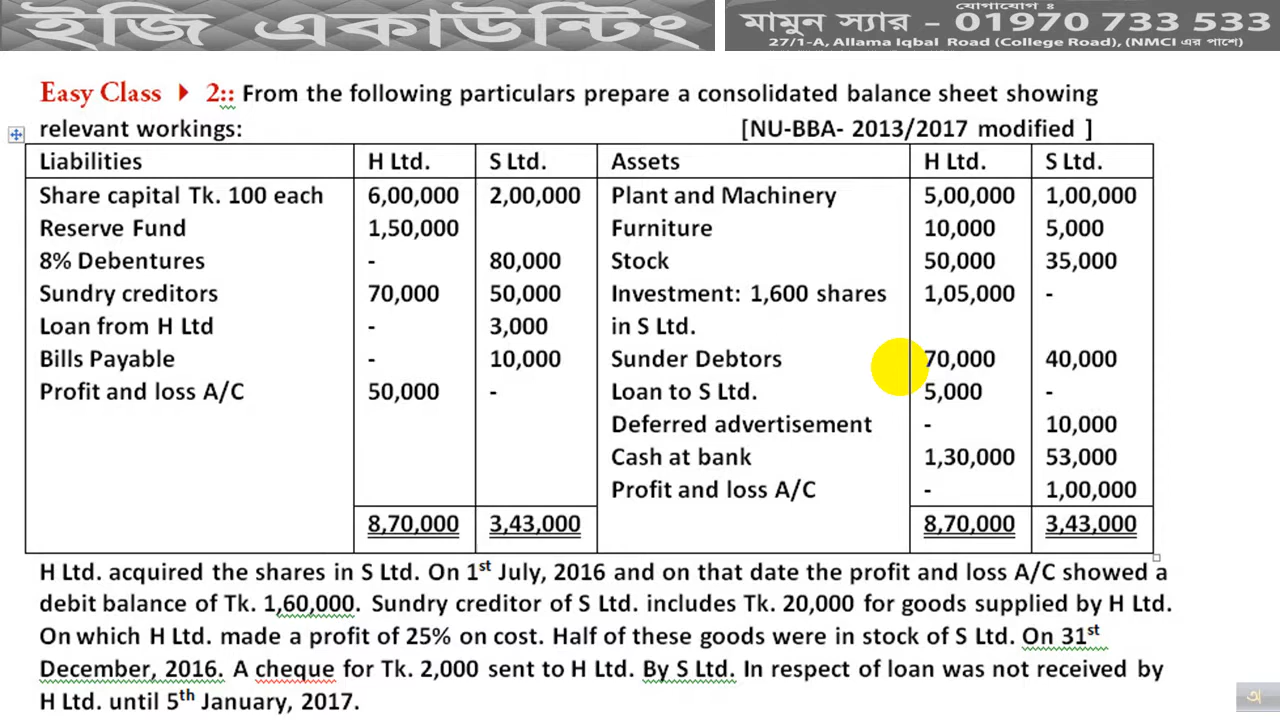 ইজি একাউন্টিং
যোগাযোগ ঃ
মামুন স্যার – 01970 733 533
27/1-A, Allama Iqbal Road (College Road), (NMCI এর পাশে)
Easy Class 2:: From the following particulars prepare a consolidated balance sheet showing
relevant workings: [NU-BBA- 2013/2017 modified ]
Liabilities H Ltd. S Ltd. Assets H Ltd. S Ltd.
Share capital Tk. 100 each 6,00,000 2,00,000 Plant and Machinery 5,00,000 1,00,000
Reserve Fund 1,50,000 Furniture 10,000 5,000
8% Debentures - 80,000 Stock 50,000 35,000
Sundry creditors 70,000 50,000 Investment: 1,600 shares 1,05,000 -
Loan from H Ltd - 3,000 in S Ltd.
Bills Payable - 10,000 Sunder Debtors 70,000 40,000
Profit and loss A/C 50,000 - Loan to S Ltd. 5,000 -
Deferred advertisement - 10,000
Cash at bank 1,30,000 53,000
Profit and loss A/C - 1,00,000
8,70,000 3,43,000 8,70,000 3,43,000
H Ltd. acquired the shares in S Ltd. On 1st July, 2016 and on that date the profit and loss A/C showed a
debit balance of Tk. 1,60,000. Sundry creditor of S Ltd. includes Tk. 20,000 for goods supplied by H Ltd.
On which H Ltd. made a profit of 25% on cost. Half of these goods were in stock of S Ltd. On 31st
December, 2016. A cheque for Tk. 2,000 sent to H Ltd. By S Ltd. In respect of loan was not received by
H Ltd. until 5th January, 2017.
অ